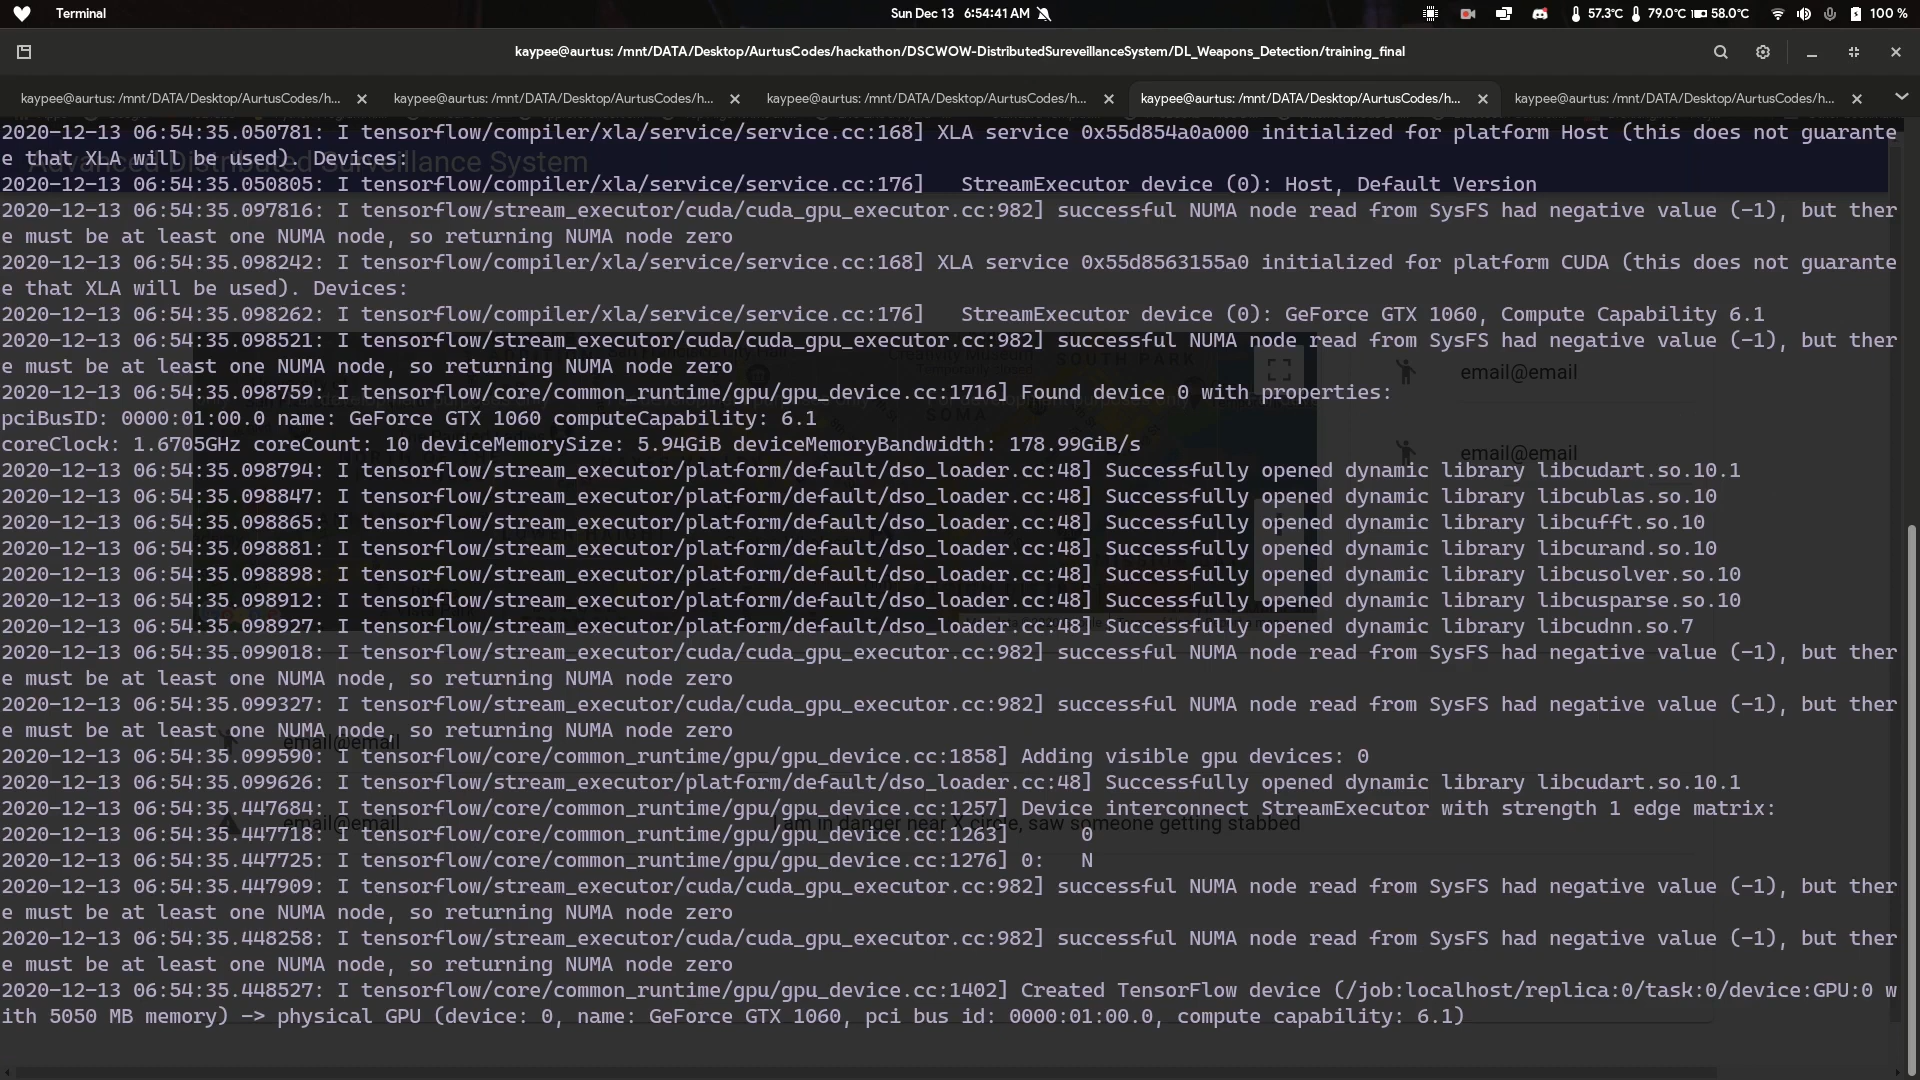 Terminal
Sun Dec 13 6:54:41 AM
57.3°C 79.0°C 58.0°C 100 %
kaypee@aurtus: /mnt/DATA/Desktop/AurtusCodes/hackathon/DSCWOW-DistributedSureveillanceSystem/DL_Weapons_Detection/training_final
kaypee@aurtus: /mnt/DATA/Desktop/AurtusCodes/h... kaypee@aurtus: /mnt/DATA/Desktop/AurtusCodes/h... kaypee@aurtus: /mnt/DATA/Desktop/AurtusCodes/h... kaypee@aurtus: /mnt/DATA/Desktop/AurtusCodes/h... kaypee@aurtus: /mnt/DATA/Desktop/AurtusCodes/h...
2020-12-13 06:54:35.050781: I tensorflow/compiler/xla/service/service.cc:168] XLA service 0x55d854a0a000 initialized for platform Host (this does not guarante
e that XLA will be used). Devices:
Advanced Distributed Surveillance System
2020-12-13 06:54:35.050805: I tensorflow/compiler/xla/service/service.cc:176]   StreamExecutor device (0): Host, Default Version
2020-12-13 06:54:35.097816: I tensorflow/stream_executor/cuda/cuda_gpu_executor.cc:982] successful NUMA node read from SysFS had negative value (-1), but ther
e must be at least one NUMA node, so returning NUMA node zero
2020-12-13 06:54:35.098242: I tensorflow/compiler/xla/service/service.cc:168] XLA service 0x55d8563155a0 initialized for platform CUDA (this does not guarante
e that XLA will be used). Devices:
2020-12-13 06:54:35.098262: I tensorflow/compiler/xla/service/service.cc:176]   StreamExecutor device (0): GeForce GTX 1060, Compute Capability 6.1
2020-12-13 06:54:35.098521: I tensorflow/stream_executor/cuda/cuda_gpu_executor.cc:982] successful NUMA node read from SysFS had negative value (-1), but ther
Creativity Museum
Temporarily closed
SOUTH PARK
e must be at least one NUMA node, so returning NUMA node zero
email@email
2020-12-13 06:54:35.098759: I tensorflow/core/common_runtime/gpu/gpu_device.cc:1716] Found device 0 with properties:
SOMA
pciBusID: 0000:01:00.0 name: GeForce GTX 1060 computeCapability: 6.1
coreClock: 1.6705GHz coreCount: 10 deviceMemorySize: 5.94GiB deviceMemoryBandwidth: 178.99GiB/s
email@email
2020-12-13 06:54:35.098794: I tensorflow/stream_executor/platform/default/dso_loader.cc:48] Successfully opened dynamic library libcudart.so.10.1
2020-12-13 06:54:35.098847: I tensorflow/stream_executor/platform/default/dso_loader.cc:48] Successfully opened dynamic library libcublas.so.10
2020-12-13 06:54:35.098865: I tensorflow/stream_executor/platform/default/dso_loader.cc:48] Successfully opened dynamic library libcufft.so.10
2020-12-13 06:54:35.098881: I tensorflow/stream_executor/platform/default/dso_loader.cc:48] Successfully opened dynamic library libcurand.so.10
2020-12-13 06:54:35.098898: I tensorflow/stream_executor/platform/default/dso_loader.cc:48] Successfully opened dynamic library libcusolver.so.10
2020-12-13 06:54:35.098912: I tensorflow/stream_executor/platform/default/dso_loader.cc:48] Successfully opened dynamic library libcusparse.so.10
2020-12-13 06:54:35.098927: I tensorflow/stream_executor/platform/default/dso_loader.cc:48] Successfully opened dynamic library libcudnn.so.7
2020-12-13 06:54:35.099018: I tensorflow/stream_executor/cuda/cuda_gpu_executor.cc:982] successful NUMA node read from SysFS had negative value (-1), but ther
e must be at least one NUMA node, so returning NUMA node zero
2020-12-13 06:54:35.099327: I tensorflow/stream_executor/cuda/cuda_gpu_executor.cc:982] successful NUMA node read from SysFS had negative value (-1), but ther
e must be at least one NUMA node, so returning NUMA node zero
email@email
2020-12-13 06:54:35.099590: I tensorflow/core/common_runtime/gpu/gpu_device.cc:1858] Adding visible gpu devices: 0
2020-12-13 06:54:35.099626: I tensorflow/stream_executor/platform/default/dso_loader.cc:48] Successfully opened dynamic library libcudart.so.10.1
2020-12-13 06:54:35.447684: I tensorflow/core/common_runtime/gpu/gpu_device.cc:1257] Device interconnect StreamExecutor with strength 1 edge matrix:
email@email I am in danger near X circle, saw someone getting stabbed
2020-12-13 06:54:35.447718: I tensorflow/core/common_runtime/gpu/gpu_device.cc:1263]      0
2020-12-13 06:54:35.447725: I tensorflow/core/common_runtime/gpu/gpu_device.cc:1276] 0:   N
2020-12-13 06:54:35.447909: I tensorflow/stream_executor/cuda/cuda_gpu_executor.cc:982] successful NUMA node read from SysFS had negative value (-1), but ther
e must be at least one NUMA node, so returning NUMA node zero
2020-12-13 06:54:35.448258: I tensorflow/stream_executor/cuda/cuda_gpu_executor.cc:982] successful NUMA node read from SysFS had negative value (-1), but ther
e must be at least one NUMA node, so returning NUMA node zero
2020-12-13 06:54:35.448527: I tensorflow/core/common_runtime/gpu/gpu_device.cc:1402] Created TensorFlow device (/job:localhost/replica:0/task:0/device:GPU:0 w
ith 5050 MB memory) -> physical GPU (device: 0, name: GeForce GTX 1060, pci bus id: 0000:01:00.0, compute capability: 6.1)